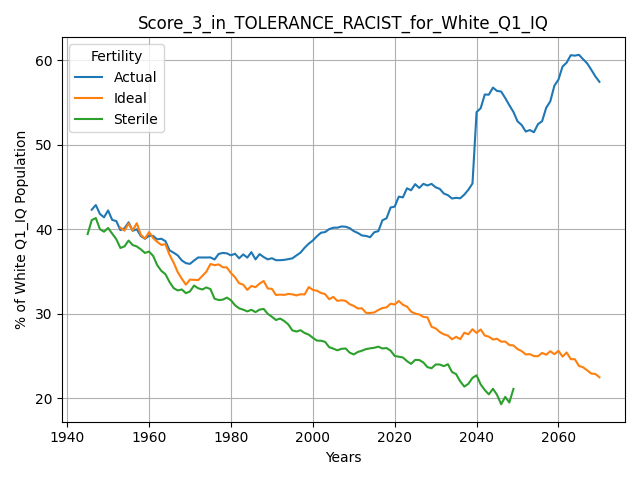 Score_3_in_TOLERANCE_RACIST_for_White_Q1_IQ
Fertility
Actual
Ideal
Sterile
% of White Q1_IQ Population
60
50
40
30
20
1940
1960
1980
2000
2020
2040
2060
Years